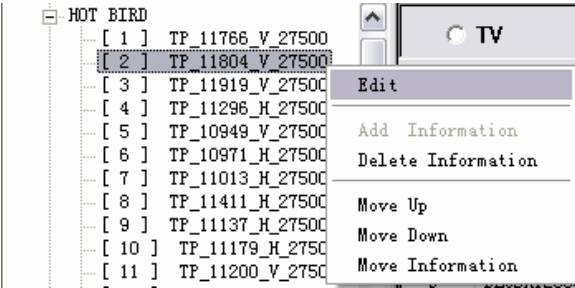 HOT BIRD
[ 1 ] TP_11766_V_27500
[ 2 ] TP_11804_V_27500
[ 3 ] TP_11919_V_27500
[ 4 ] TP_11296_H_27500
[ 5 ] TP_10949_V_27500
[ 6 ] TP_10971_H_27500
[ 7 ] TP_11013_H_27500
[ 8 ] TP_11411_H_27500
[ 9 ] TP_11137_H_27500
[ 10 ] TP_11179_H_2750
[ 11 ] TP_11200_V_2750
TV
Edit
Add Information
Delete Information
Move Up
Move Down
Move Information